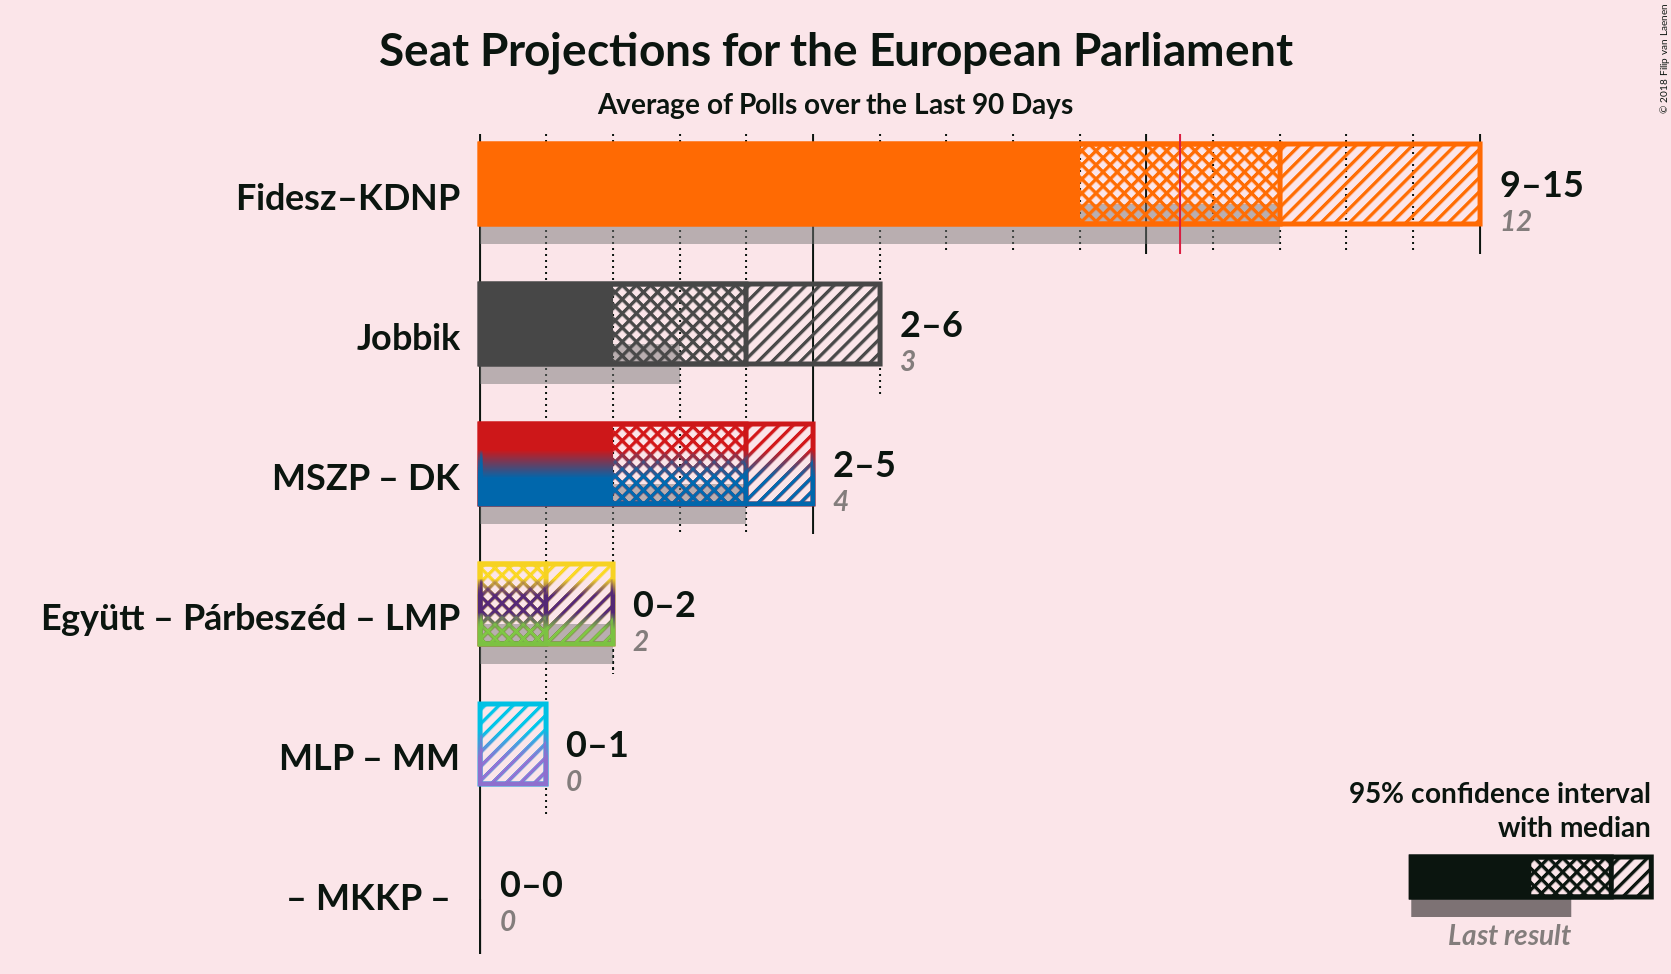 Seat Projections for the European Parliament
Average of Polls over the Last 90 Days
© 2018 Filip van Laenen
Fidesz–KDNP
9–15
12
Jobbik
2–6
3
MSZP – DK
2–5
4
Együtt – Párbeszéd – LMP
0–2
2
MLP – MM
0–1
0
– MKKP –
0–0
0
95% confidence interval
with median
Last result